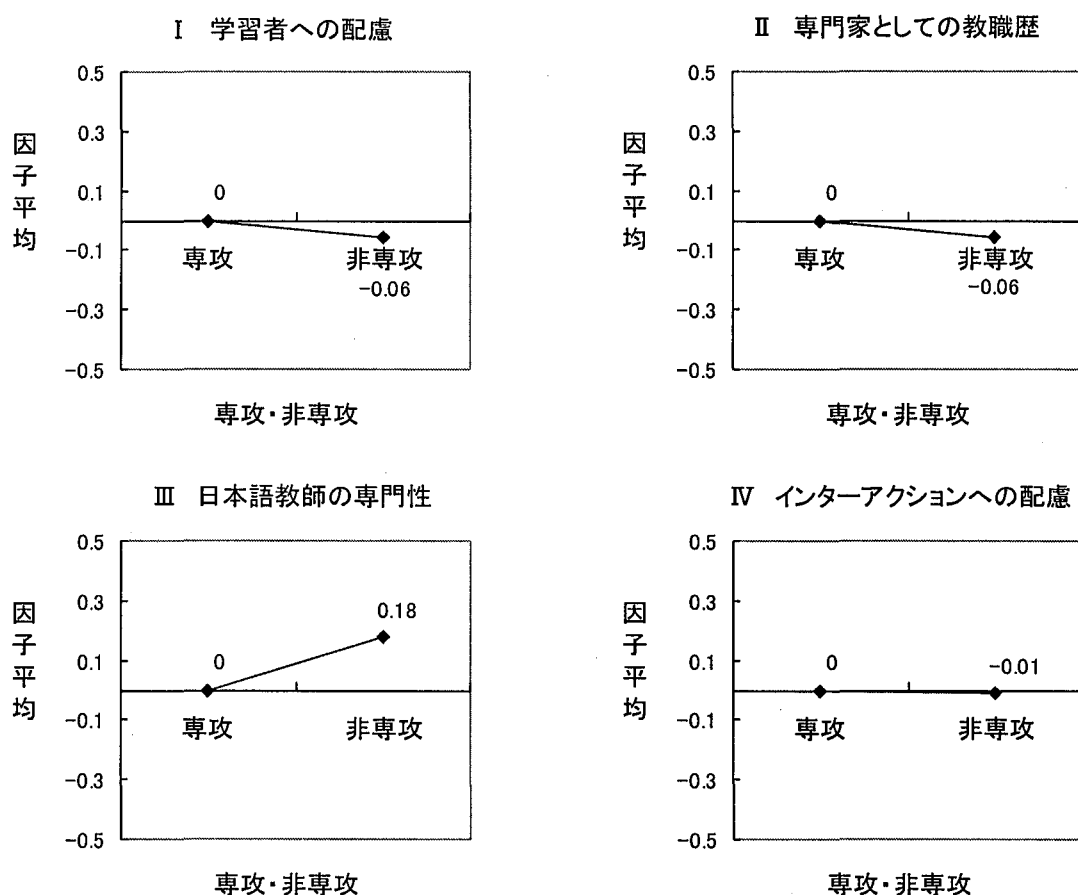 Ⅰ 学習者への配慮
0.5
0.3
0.1
-0.1
-0.3
-0.5
因子平均
0
専攻
非専攻
-0.06
専攻・非専攻
Ⅱ 専門家としての教職歴
0.5
0.3
0.1
-0.1
-0.3
-0.5
因子平均
0
専攻
非専攻
-0.06
専攻・非専攻
Ⅲ 日本語教師の専門性
0.5
0.3
0.1
-0.1
-0.3
-0.5
因子平均
0
0.18
専攻
非専攻
専攻・非専攻
Ⅳ インターアクションへの配慮
0.5
0.3
0.1
-0.1
-0.3
-0.5
因子平均
0
-0.01
専攻
非専攻
専攻・非専攻